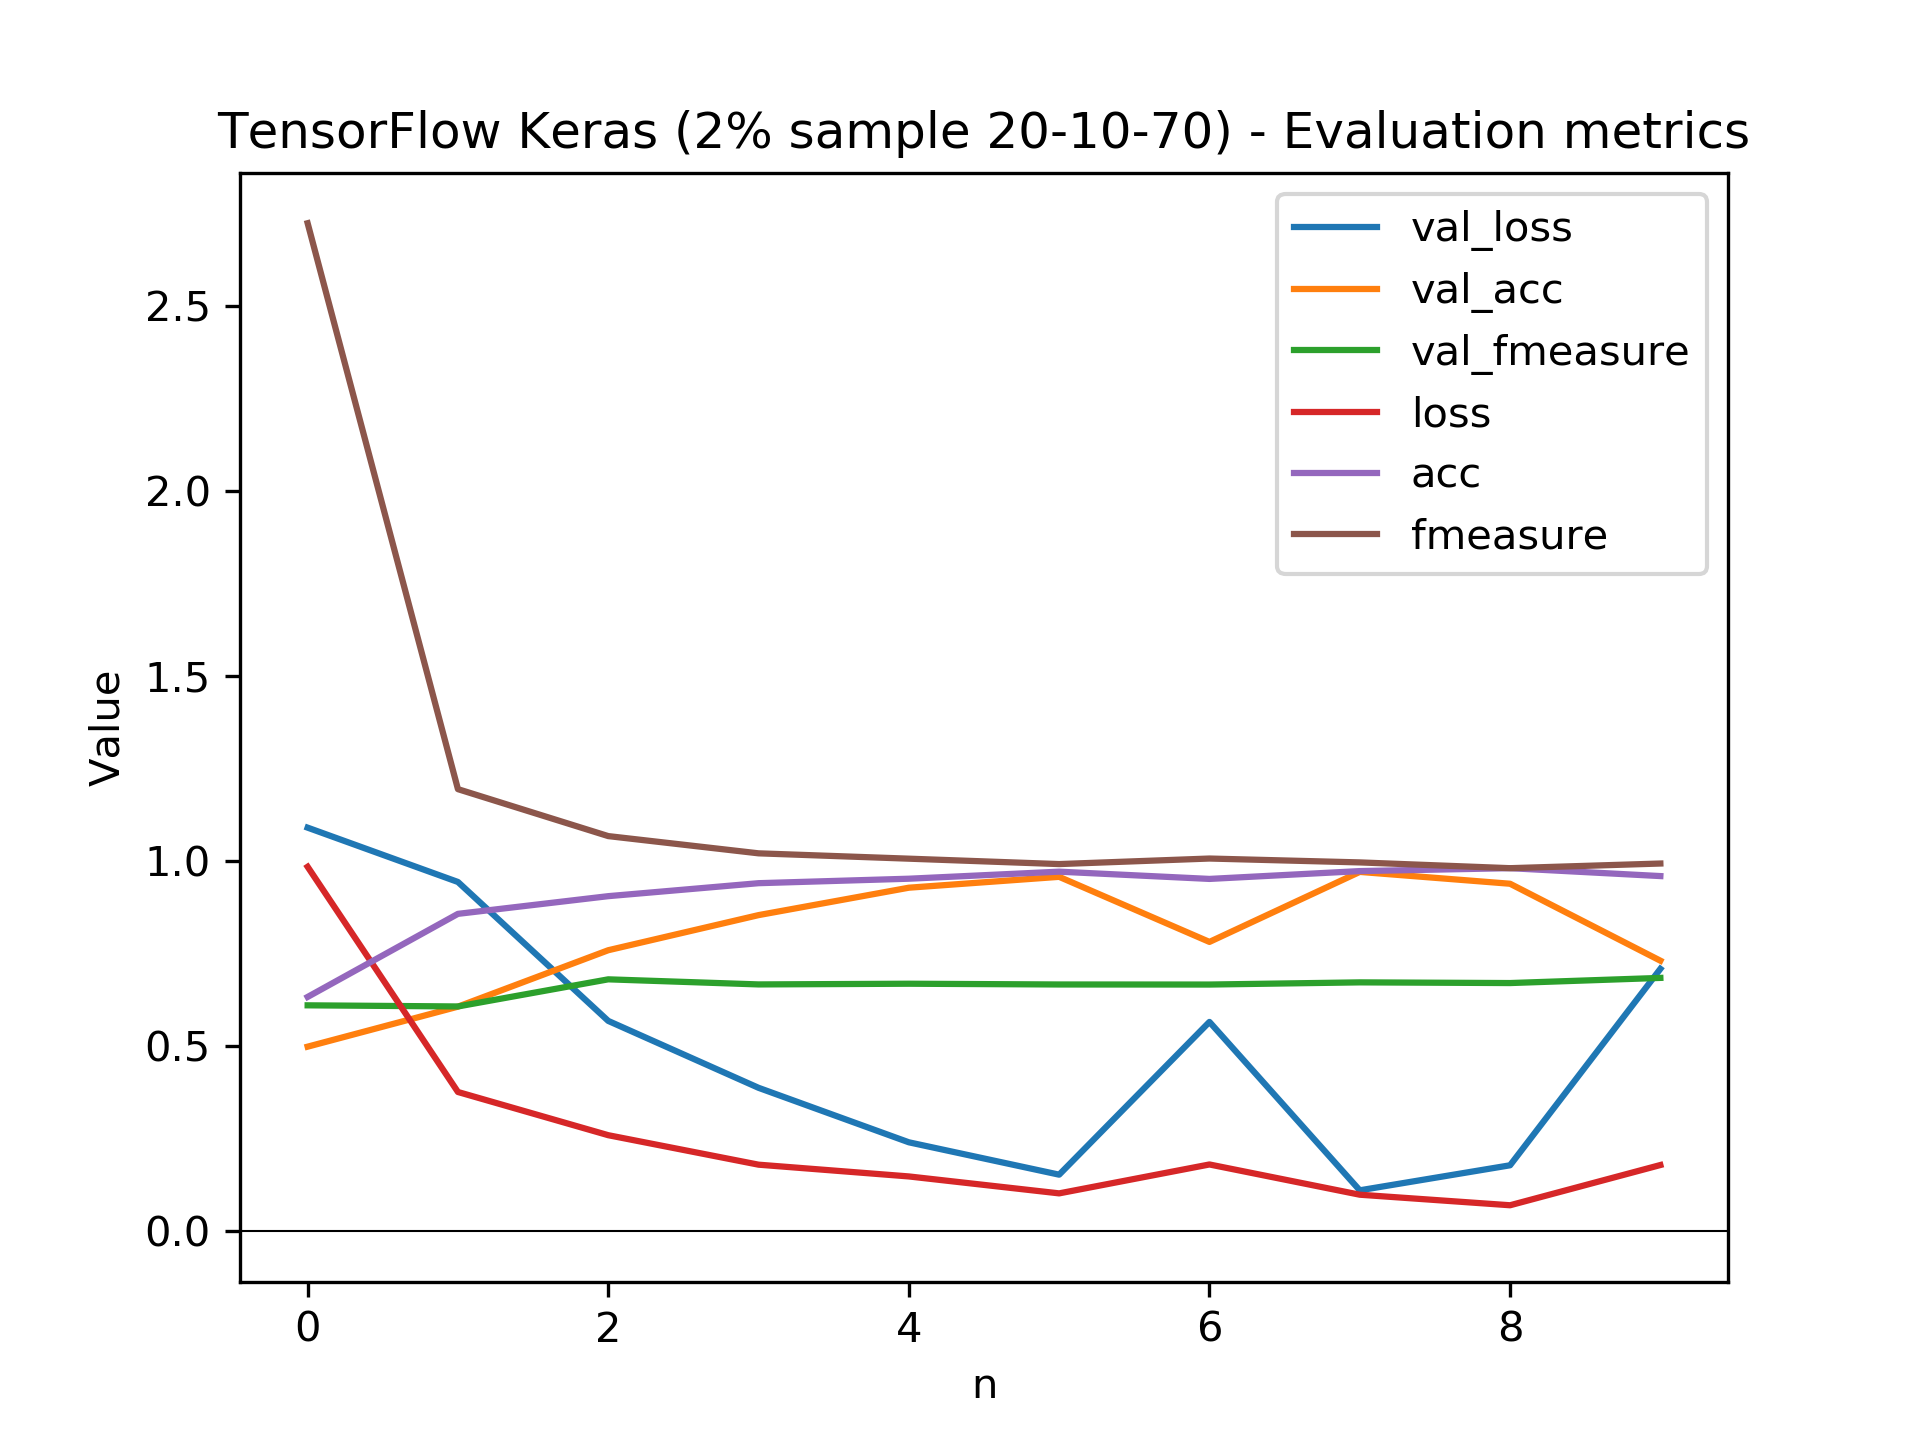 TensorFlow Keras (2% sample 20-10-70) - Evaluation metrics
val_loss
val_acc
val_fmeasure
loss
acc
fmeasure
Value
2.5
2.0
1.5
1.0
0.5
0.0
0 2 4 6 8
n